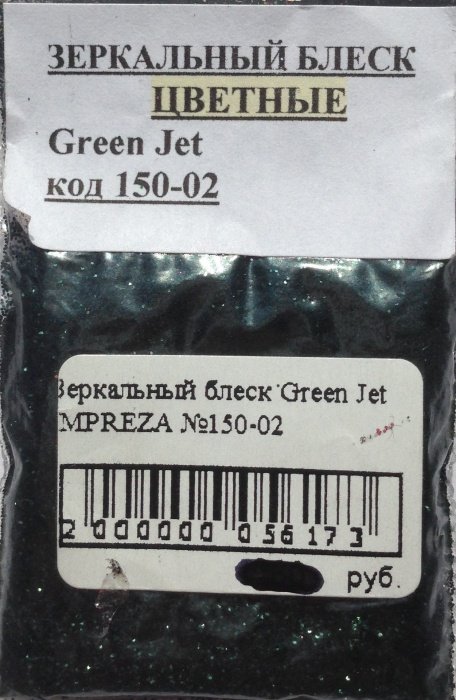 ЗЕРКАЛЬНЫЙ БЛЕСК
ЦВЕТНЫЕ
Green Jet
код 150-02
Зеркальный блеск Green Jet
MPREZA №150-02
2 000000 056173
руб.